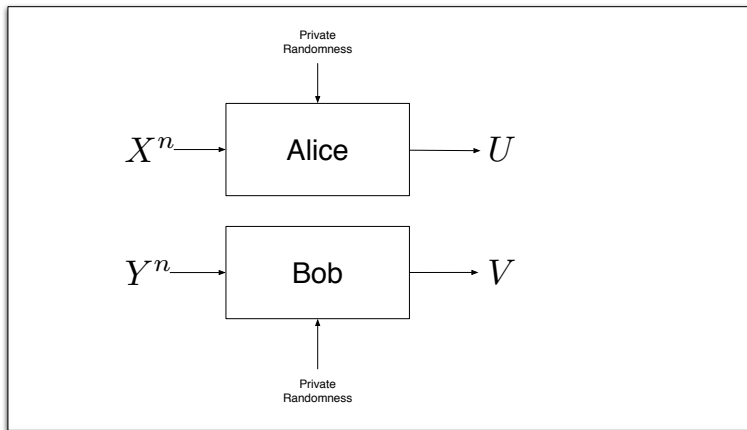 Private
Randomness
X^n
Alice
U
Y^n
Bob
V
Private
Randomness